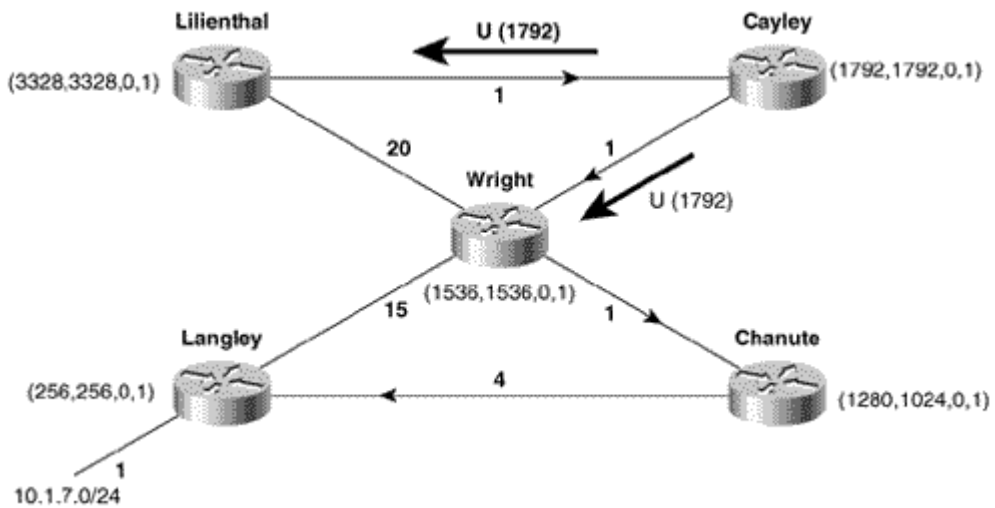 Lilienthal
Cayley
U (1792)
(3328,3328,0,1)
(1792,1792,0,1)
1
20
1
Wright
U (1792)
(1536,1536,0,1)
15
1
Langley
Chanute
4
(256,256,0,1)
(1280,1024,0,1)
1
10.1.7.0/24